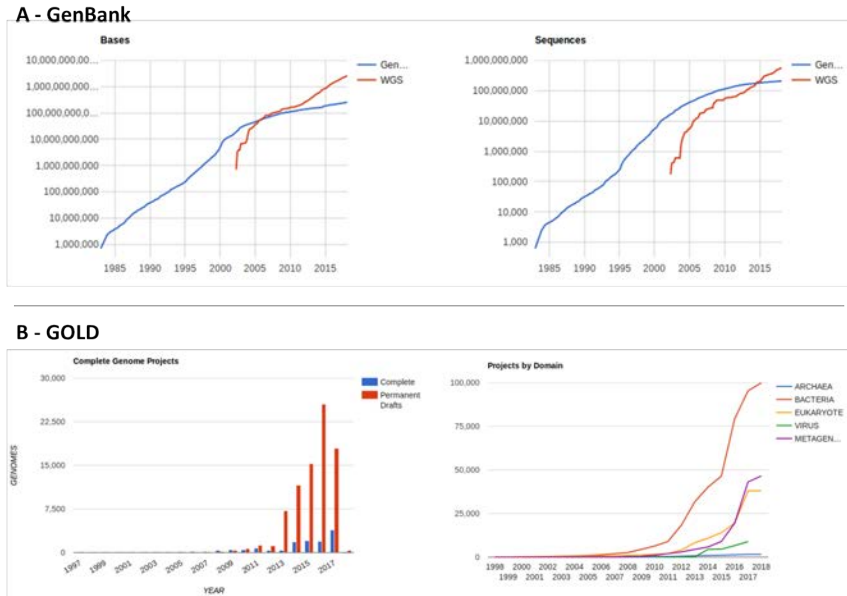 A - GenBank
Bases
10,000,000,00...
1,000,000,000...
100,000,000,0...
10,000,000,000
1,000,000,000
100,000,000
10,000,000
1,000,000
1985 1990 1995 2000 2005 2010 2015
Gen...
WGS
Sequences
1,000,000,000
100,000,000
10,000,000
1,000,000
100,000
10,000
1,000
1985 1990 1995 2000 2005 2010 2015
Gen...
WGS
B - GOLD
Complete Genome Projects
30,000
22,500
15,000
7,500
0
GENOMES
1997 1999 2001 2003 2005 2007 2009 2011 2013 2015 2017
YEAR
Complete
Permanent
Drafts
Projects by Domain
100,000
75,000
50,000
25,000
0
1998 2000 2002 2004 2006 2008 2010 2012 2014 2016 2018
1999 2001 2003 2005 2007 2009 2011 2013 2015 2017
ARCHAEA
BACTERIA
EUKARYOTE
VIRUS
METAGEN...